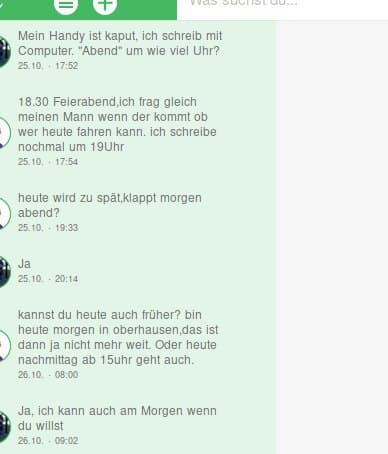 Was suchst du...
Mein Handy ist kaput, ich schreib mit
Computer. "Abend" um wie viel Uhr?
25.10. - 17:52
18.30 Feierabend,ich frag gleich
meinen Mann wenn der kommt ob
wer heute fahren kann. ich schreibe
nochmal um 19Uhr
25.10. - 17:54
heute wird zu spät,klappt morgen
abend?
25.10. - 19:33
Ja
25.10. - 20:14
kannst du heute auch früher? bin
heute morgen in oberhausen,das ist
dann ja nicht mehr weit. Oder heute
nachmittag ab 15uhr geht auch.
26.10. - 08:00
Ja, ich kann auch am Morgen wenn
du willst
26.10. - 09:02